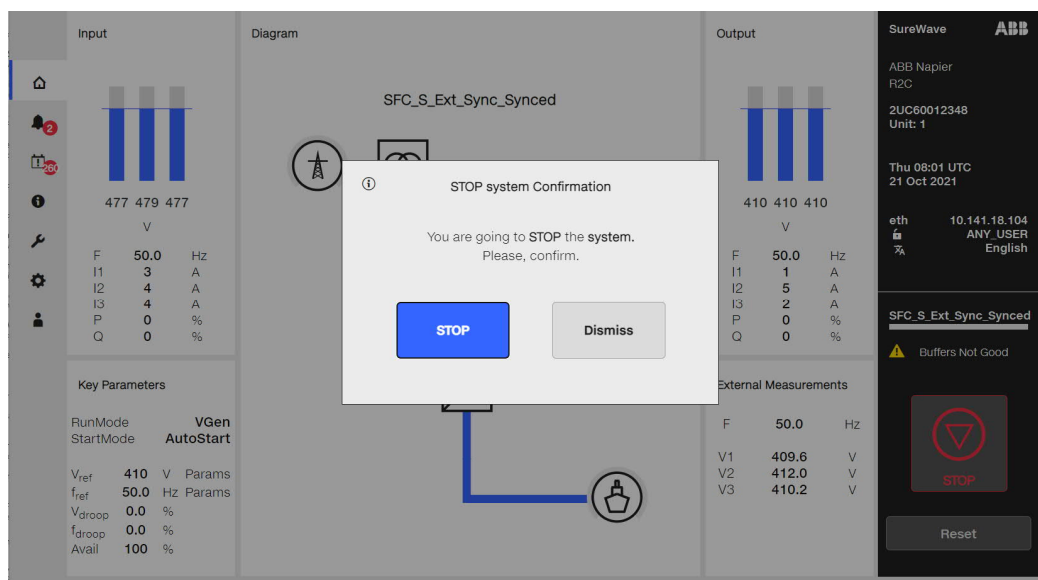 Input
477 479 477
V
F 50.0 Hz
I1 3 A
I2 4 A
I3 4 A
P 0 %
Q 0 %
Key Parameters
RunMode VGen
StartMode AutoStart
Vref 410 V Params
fref 50.0 Hz Params
Vdroop 0.0 %
fdroop 0.0 %
Avail 100 %
2
260
Diagram
SFC_S_Ext_Sync_Synced
STOP system Confirmation
You are going to STOP the system.
Please, confirm.
STOP Dismiss
Output
410 410 410
V
F 50.0 Hz
I1 1 A
I2 5 A
I3 2 A
P 0 %
Q 0 %
External Measurements
F 50.0 Hz
V1 409.6 V
V2 412.0 V
V3 410.2 V
SureWave ABB
ABB Napier
R2C
2UC60012348
Unit: 1
Thu 08:01 UTC
21 Oct 2021
eth 10.141.18.104
ANY_USER
English
SFC_S_Ext_Sync_Synced
Buffers Not Good
STOP
Reset